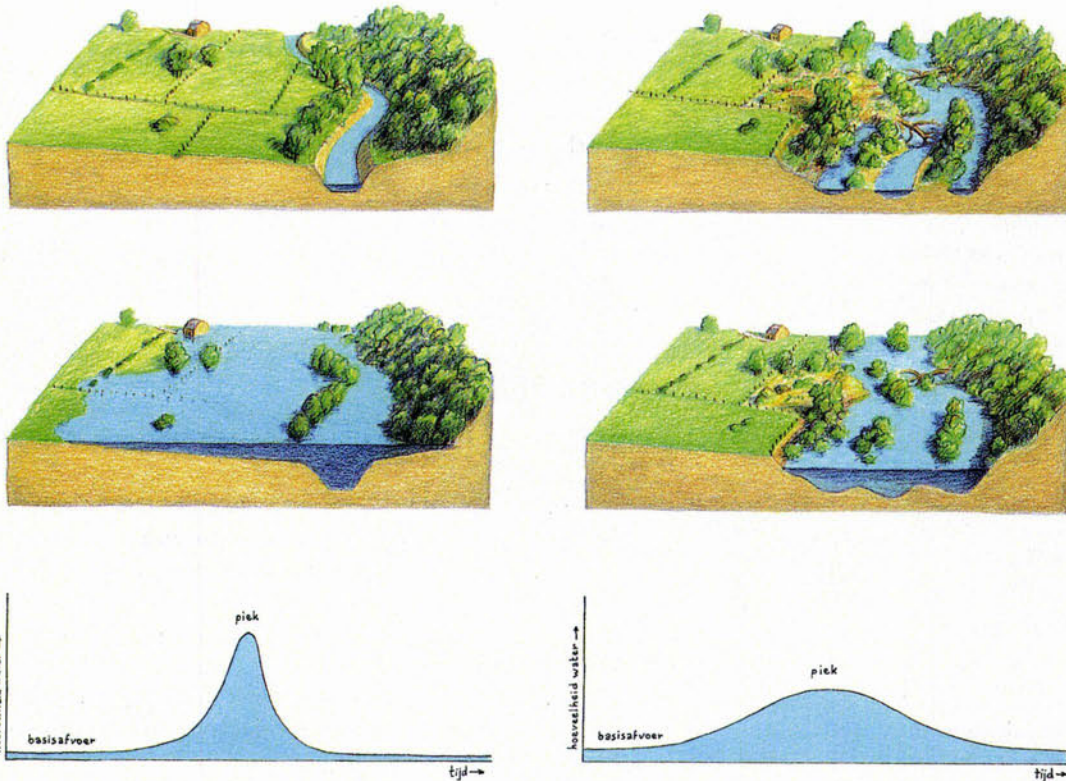 piek
basisafvoer
tijd→
hoeveelheid water→
piek
basisafvoer
tijd→